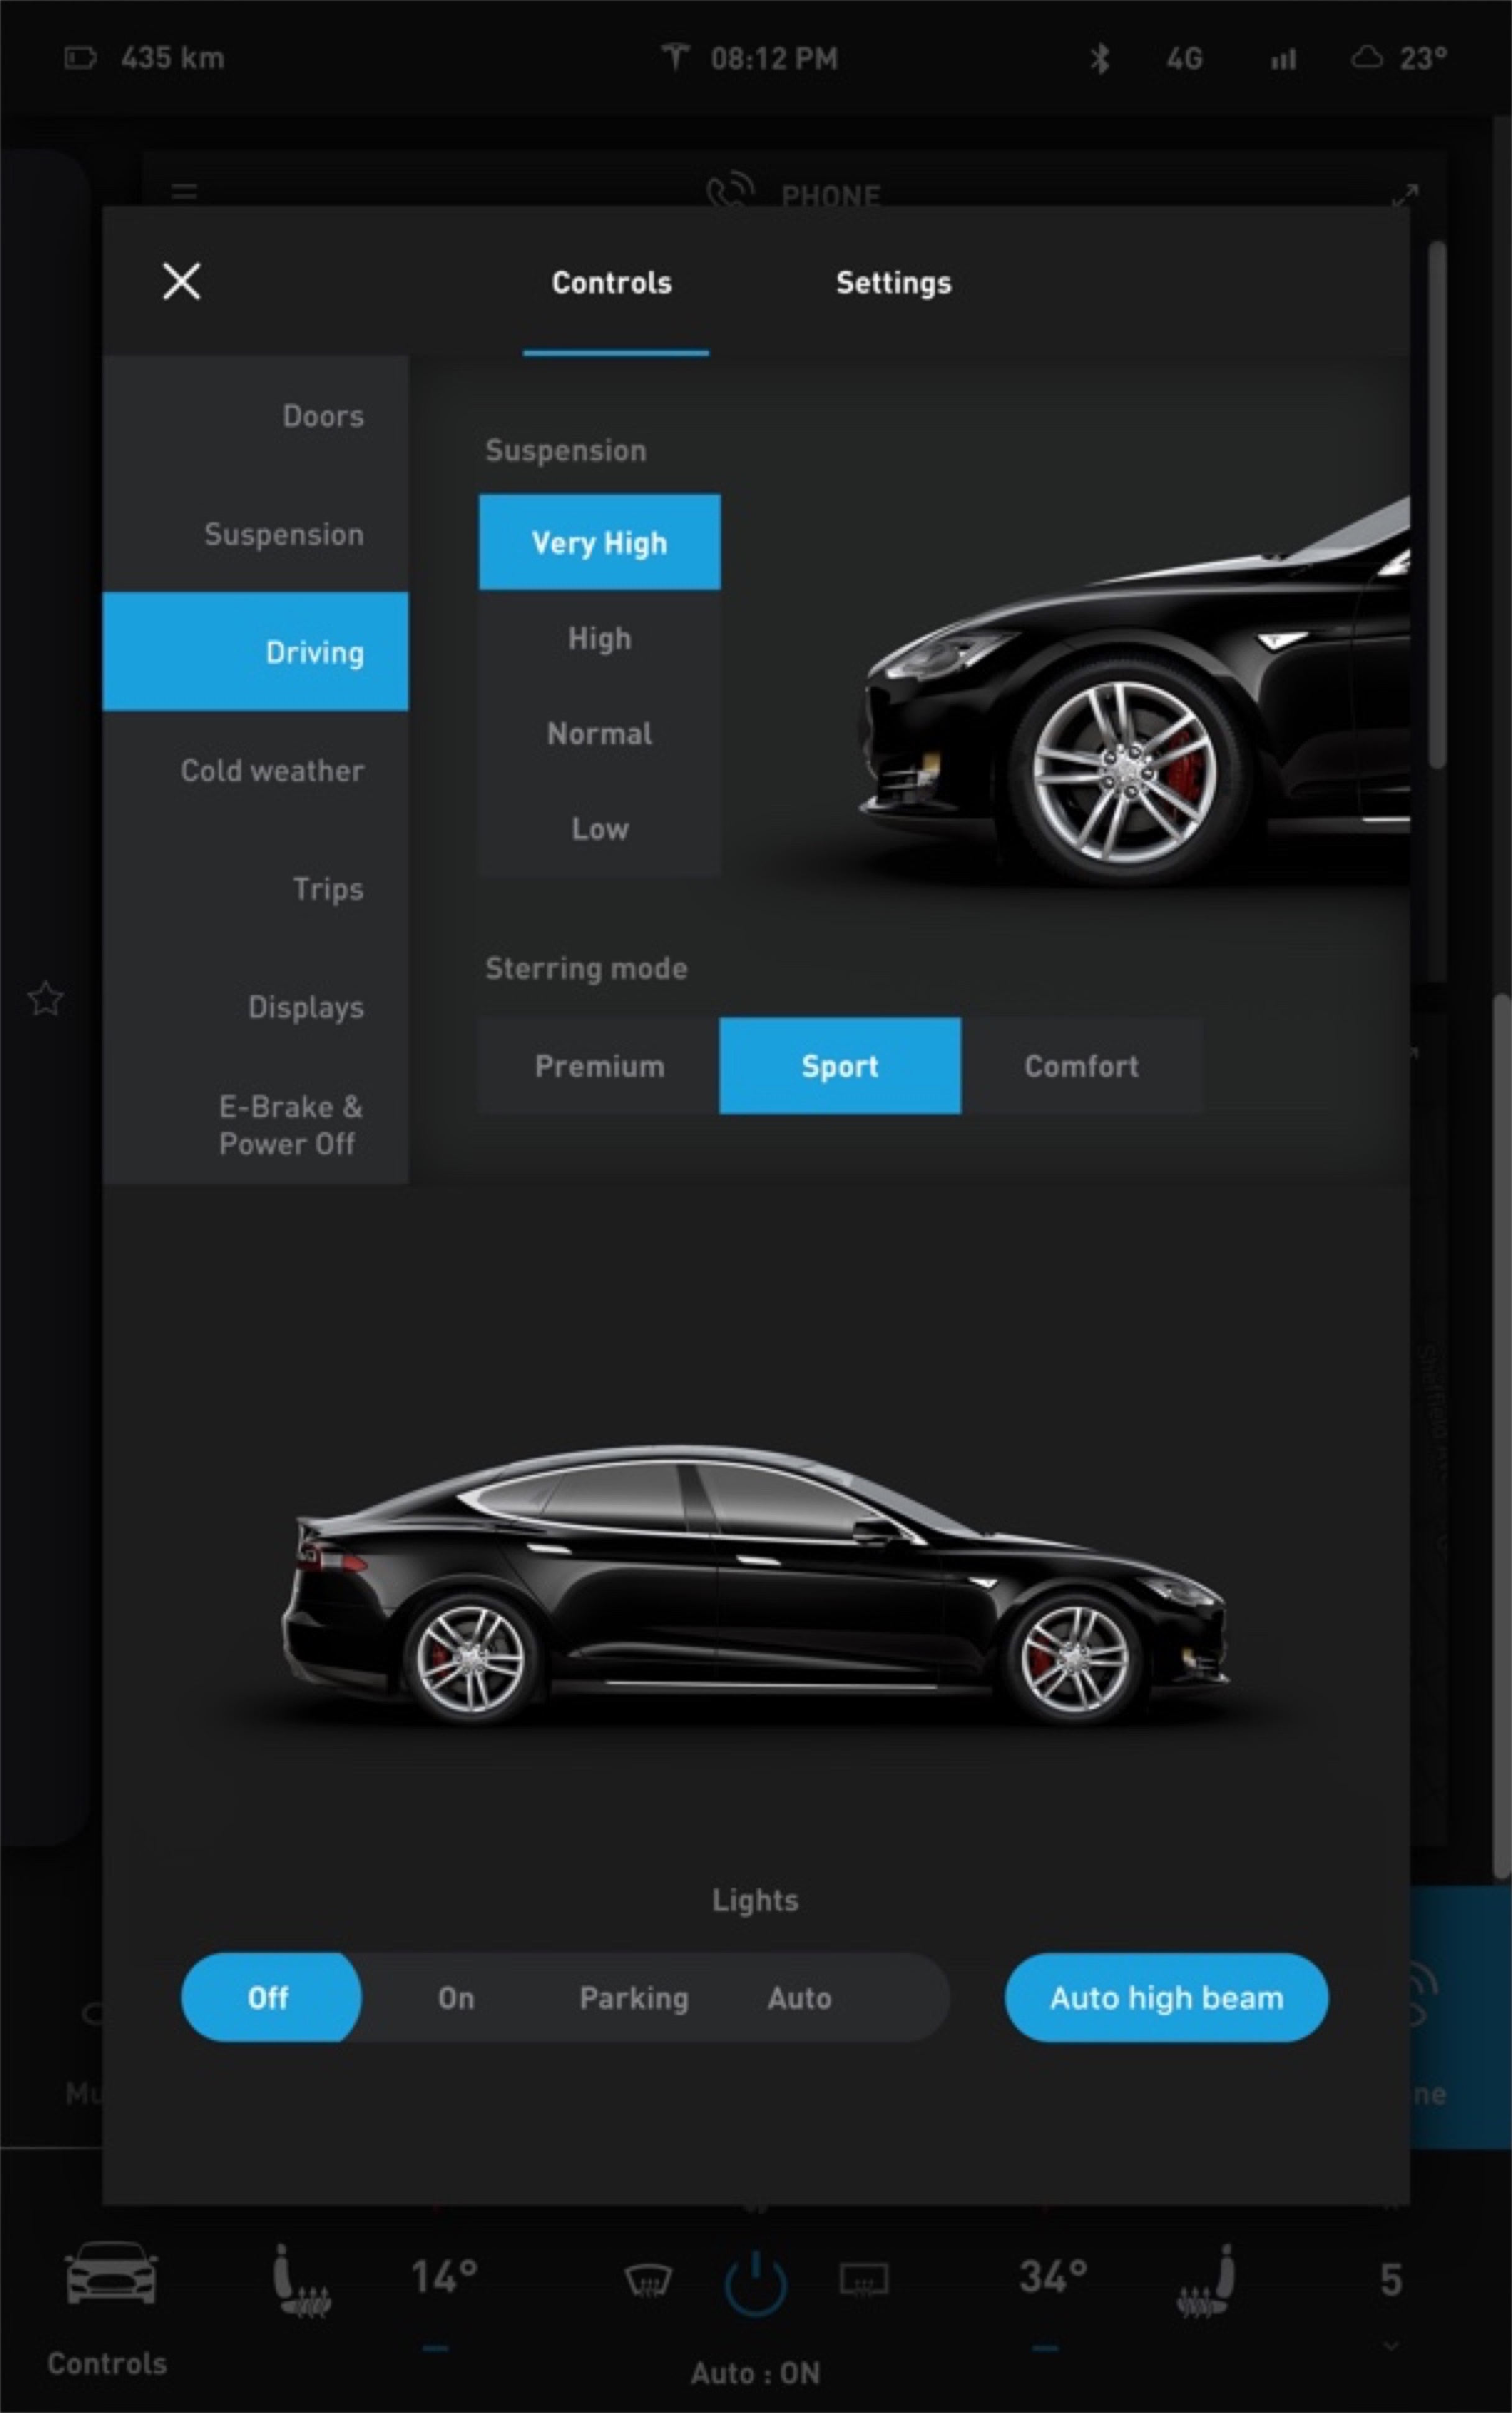 435 km
08:12 PM
4G
23°
PHONE
Controls
Settings
Doors
Suspension
Driving
Cold weather
Trips
Displays
E-Brake &
Power Off
Suspension
Very High
High
Normal
Low
Sterring mode
Premium
Sport
Comfort
Lights
Off
On
Parking
Auto
Auto high beam
Mu
ne
14°
34°
5
Controls
Auto : ON